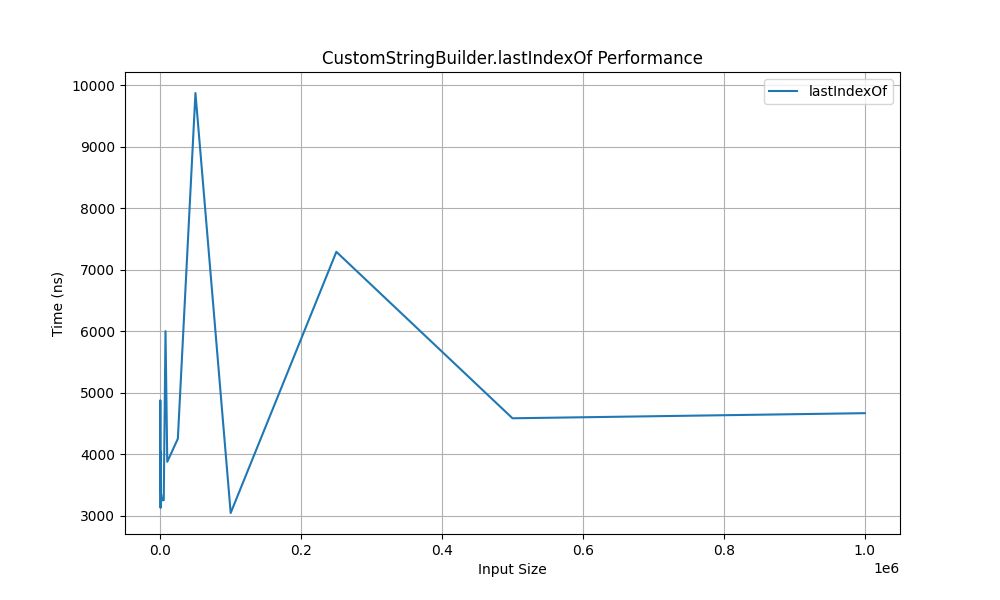 CustomStringBuilder.lastIndexOf Performance
lastIndexOf
10000
9000
8000
7000
6000
5000
4000
3000
Time (ns)
0.0 0.2 0.4 0.6 0.8 1.0
1e6
Input Size